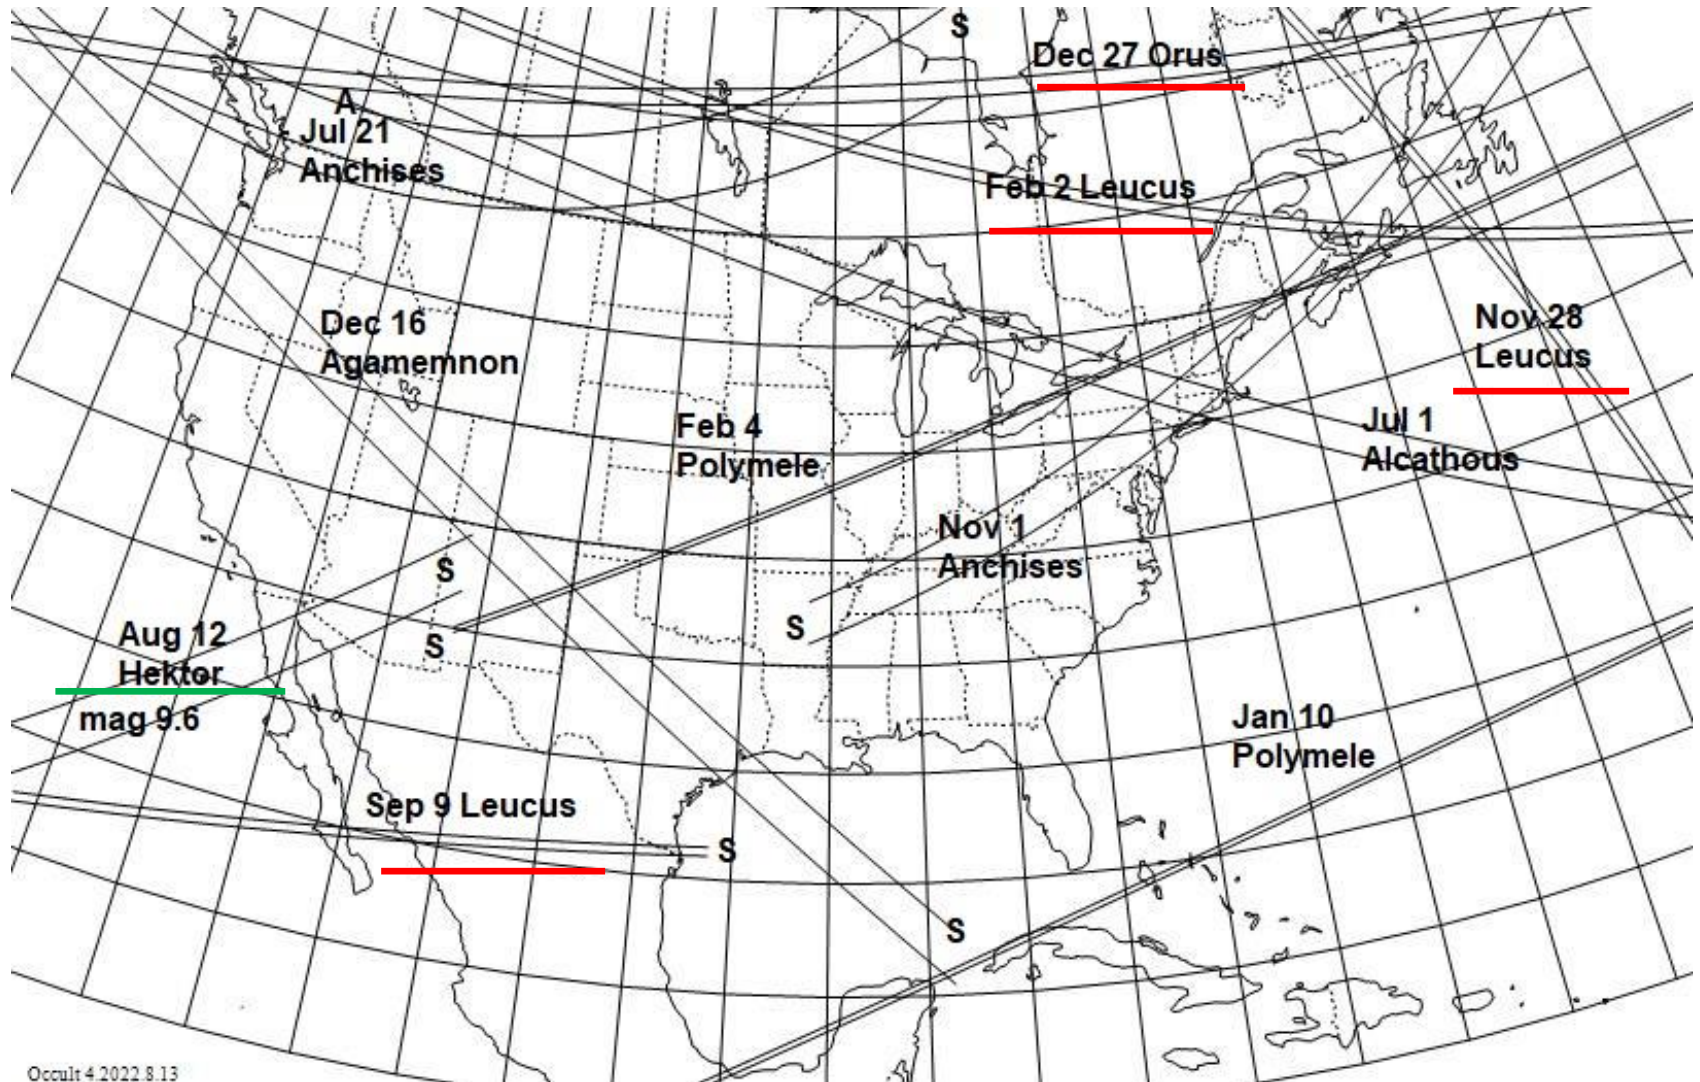 S
Dec 27 Orus
A
Jul 21
Anchises
Feb 2 Leucus
Dec 16
Agamemnon
Nov 28
Leucus
Feb 4
Polymele
Jul 1
Alcathous
Nov 1
Anchises
S
S
S
Aug 12
Hektor
mag 9.6
Jan 10
Polymele
Sep 9 Leucus
S
S
Occult 4.2022.8.13